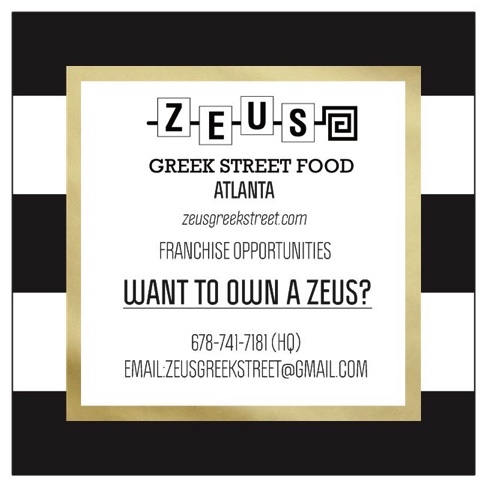 ZEUS
GREEK STREET FOOD
ATLANTA
zeusgreekstreet.com
FRANCHISE OPPORTUNITIES
WANT TO OWN A ZEUS?
678-741-7181 (HQ)
EMAIL:ZEUSGREEKSTREET@GMAIL.COM